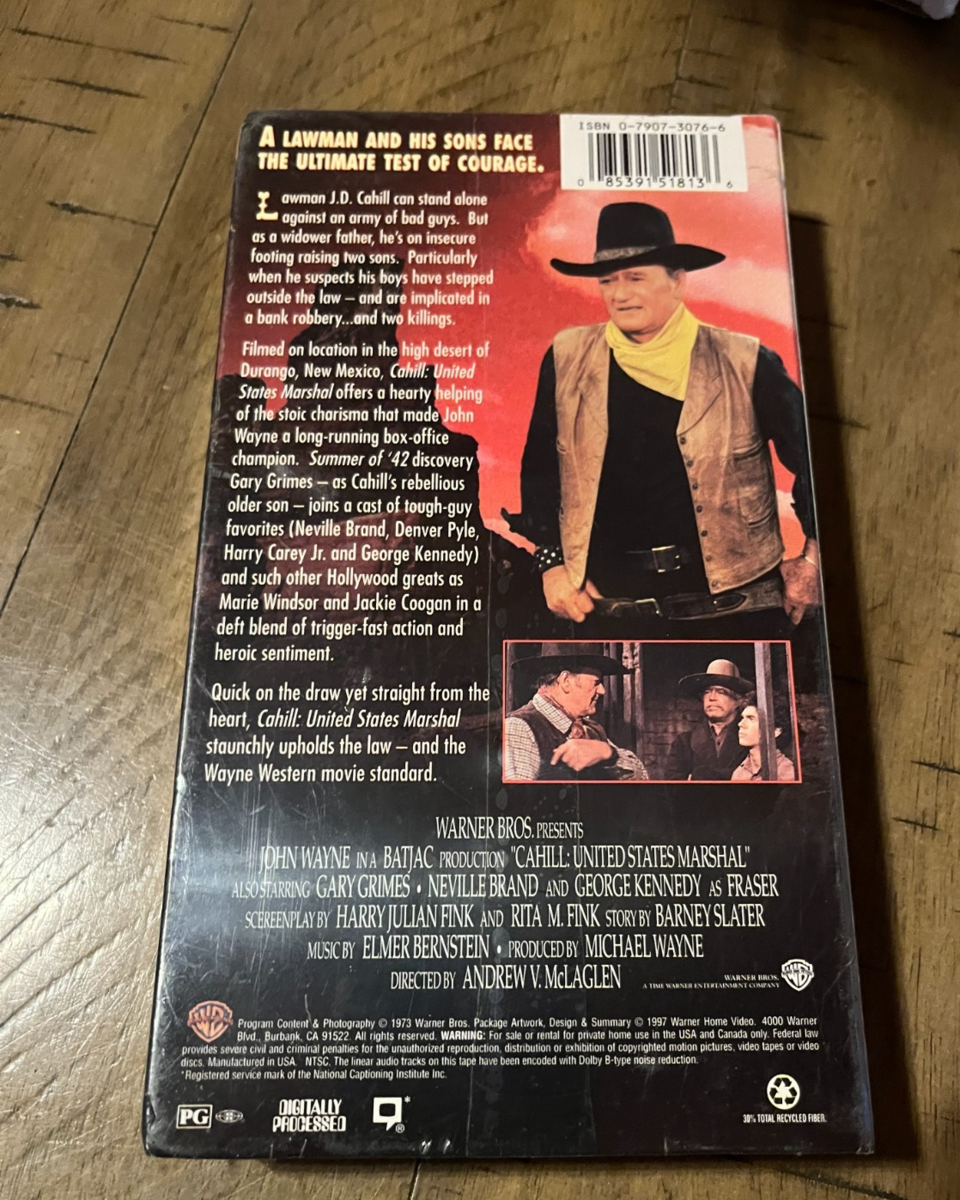 A LAWMAN AND HIS SONS FACE
THE ULTIMATE TEST OF COURAGE.
ISBN 0-7907-3076-6
0 85391 51813 6
Lawman J.D. Cahill can stand alone
against an army of bad guys. But
as a widower father, he's on insecure
footing raising two sons. Particularly
when he suspects his boys have stepped
outside the law – and are implicated in
a bank robbery...and two killings.
Filmed on location in the high desert of
Durango, New Mexico, Cahill: United
States Marshal offers a hearty helping
of the stoic charisma that made John
Wayne a long-running box-office
champion. Summer of '42 discovery
Gary Grimes – as Cahill's rebellious
older son – joins a cast of tough-guy
favorites (Neville Brand, Denver Pyle,
Harry Carey Jr. and George Kennedy)
and such other Hollywood greats as
Marie Windsor and Jackie Coogan in a
deft blend of trigger-fast action and
heroic sentiment.
Quick on the draw yet straight from the
heart, Cahill: United States Marshal
staunchly upholds the law – and the
Wayne Western movie standard.
WARNER BROS. PRESENTS
JOHN WAYNE IN A BATJAC PRODUCTION "CAHILL: UNITED STATES MARSHAL"
ALSO STARRING GARY GRIMES • NEVILLE BRAND AND GEORGE KENNEDY AS FRASER
SCEREENPLAY BY HARRY JULIAN FINK AND RITA M. FINK STORY BY BARNEY SLATER
MUSIC BY ELMER BERNSTEIN • PRODUCED BY MICHAEL WAYNE
DIRECTED BY ANDREW V. McLAGLEN
WARNER BROS.
A TIME WARNER ENTERTAINMENT COMPANY
WB
WB
Program Content & Photography © 1973 Warner Bros. Package Artwork, Design & Summary © 1997 Warner Home Video. 4000 Warner
Blvd., Burbank, CA 91522. All rights reserved. WARNING: For sale or rental for private home use in the USA and Canada only. Federal law
provides severe civil and criminal penalties for the unauthorized reproduction, distribution or exhibition of copyrighted motion pictures, video tapes or video
discs. Manufactured in USA. NTSC. The linear audio tracks on this tape have been encoded with Dolby B-type noise reduction.
*Registered service mark of the National Captioning Institute Inc.
PG
DIGITALLY
PROCESSED
*
®
30% TOTAL RECYCLED FIBER.